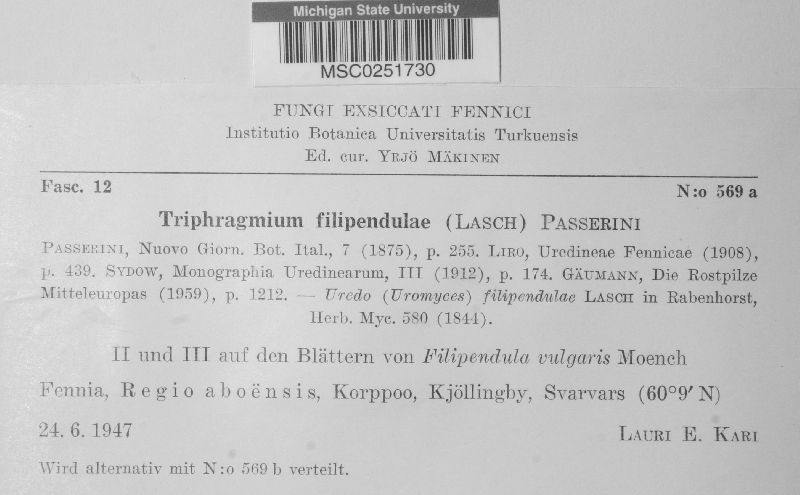 Michigan State University
MSC0251730
FUNGI EXSICCATI FENNICI
Institutio Botanica Universitatis Turkuensis
Ed. cur. YRJÖ MÄKINEN
Fasc. 12
N:o 569 a
Triphragmium filipendulae (LASCH) PASSERINI
PASSERINI, Nuovo Giorn. Bot. Ital., 7 (1875), p. 255. LIRO, Uredineae Fennicae (1908),
p. 439. SYDOW, Monographia Uredinearum, III (1912), p. 174. GÄUMANN, Die Rostpilze
Mitteleuropas (1959), p. 1212. — Uredo (Uromyces) filipendulae LASCH in Rabenhorst,
Herb. Myc. 580 (1844).
II und III auf den Blättern von Filipendula vulgaris Moench
Fennia, Regio aboënsis, Korppoo, Kjöllingby, Svarvars (60°9′ N)
24. 6. 1947
LAURI E. KARI
Wird alternativ mit N:o 569 b verteilt.